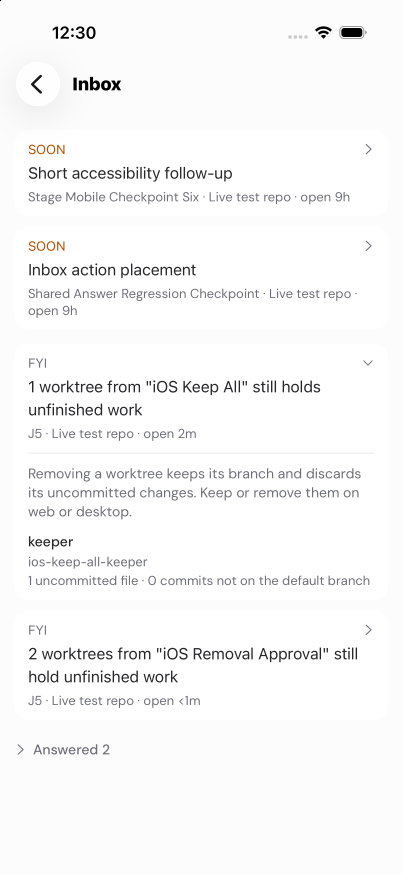 12:30
Inbox
SOON
Short accessibility follow-up
Stage Mobile Checkpoint Six · Live test repo · open 9h
SOON
Inbox action placement
Shared Answer Regression Checkpoint · Live test repo ·
open 9h
FYI
1 worktree from "iOS Keep All" still holds
unfinished work
J5 · Live test repo · open 2m
Removing a worktree keeps its branch and discards
its uncommitted changes. Keep or remove them on
web or desktop.
keeper
ios-keep-all-keeper
1 uncommitted file · 0 commits not on the default branch
FYI
2 worktrees from "iOS Removal Approval" still
hold unfinished work
J5 · Live test repo · open <1m
Answered 2